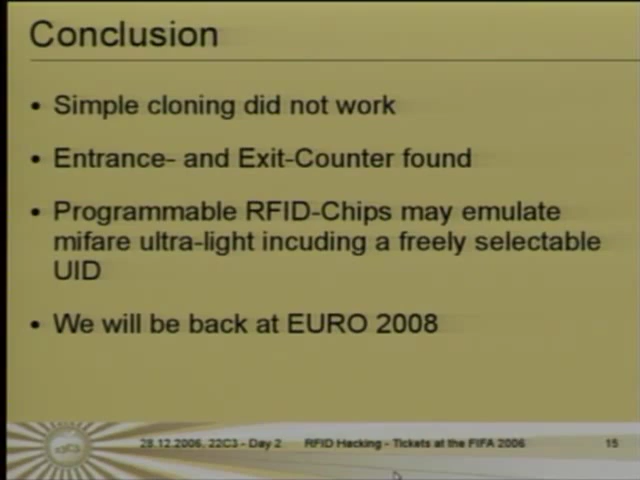 Conclusion
• Simple cloning did not work
• Entrance- and Exit-Counter found
• Programmable RFID-Chips may emulate
mifare ultra-light incuding a freely selectable
UID
• We will be back at EURO 2008
28.12.2006, 22C3 - Day 2 RFID Hacking - Tickets at the FIFA 2006 15